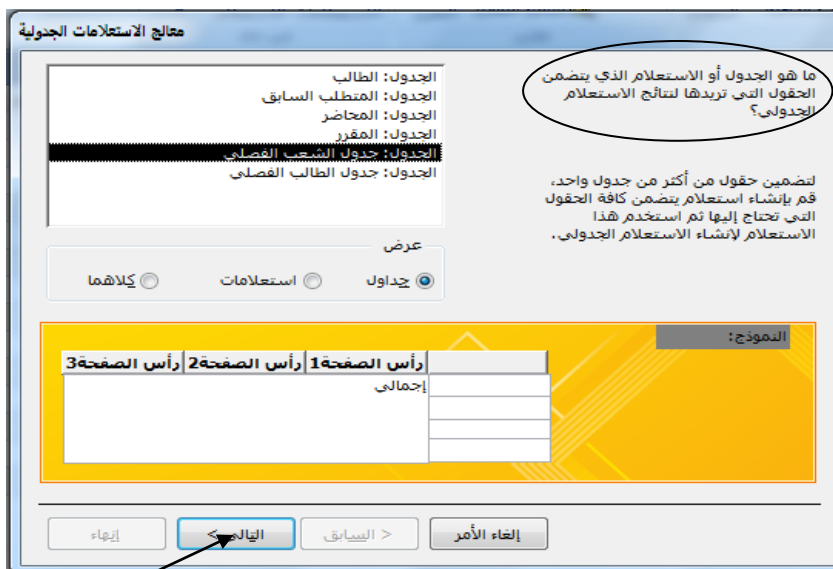 معالج الاستعلامات الجدولية
ما هو الجدول أو الاستعلام الذي يتضمن
الحقول التي تريدها لنتائج الاستعلام
الجدولي؟
الجدول: الطالب
الجدول: المتطلب السابق
الجدول: المحاضر
الجدول: المقرر
الجدول: جدول الشعب الفصلي
الجدول: جدول الطالب الفصلي
لتضمين حقول من أكثر من جدول واحد،
قم بإنشاء استعلام يتضمن كافة الحقول
التي تحتاج إليها ثم استخدم هذا
الاستعلام لإنشاء الاستعلام الجدولي.
عرض
جداول استعلامات كلاهما
النموذج:
رأس الصفحة1 رأس الصفحة2 رأس الصفحة3
إجمالي
إلغاء الأمر < السابق التالي > إنهاء